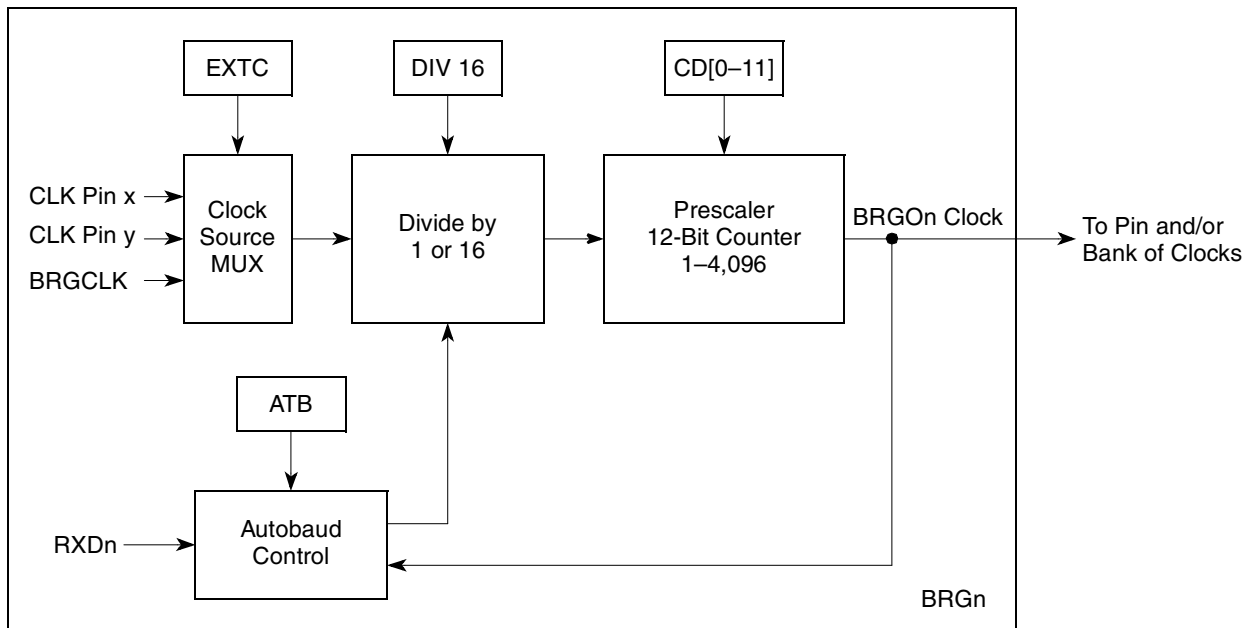 EXTC
DIV 16
CD[0–11]
CLK Pin x
CLK Pin y
BRGCLK
Clock
Source
MUX
Divide by
1 or 16
Prescaler
12-Bit Counter
1–4,096
BRGOn Clock
To Pin and/or
Bank of Clocks
ATB
RXDn
Autobaud
Control
BRGn